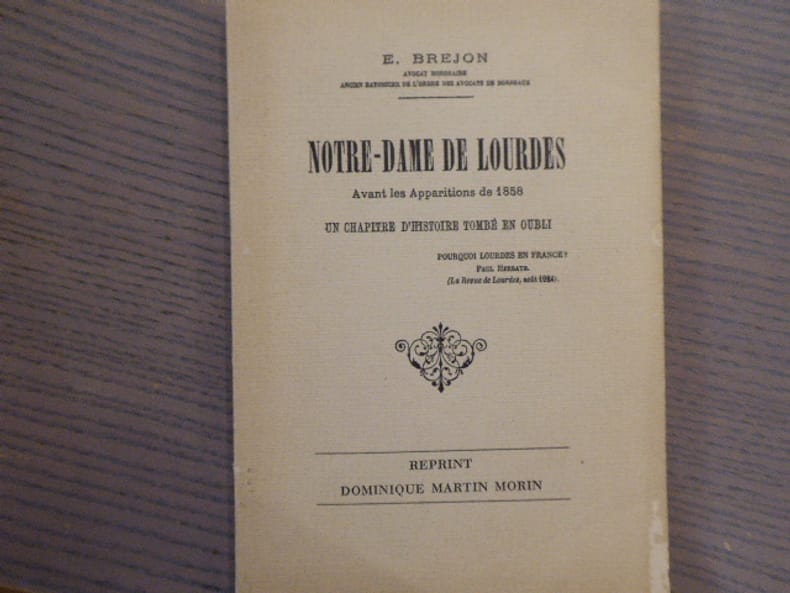 E. BREJON
AVOCAT HONORAIRE
ANCIEN BATONNIER DE L'ORDRE DES AVOCATS DE BORDEAUX
NOTRE-DAME DE LOURDES
Avant les Apparitions de 1858
UN CHAPITRE D'HISTOIRE TOMBÉ EN OUBLI
POURQUOI LOURDES EN FRANCE?
PAUL
(La Revue de Lourdes, août
REPRINT
DOMINIQUE MARTIN MORIN